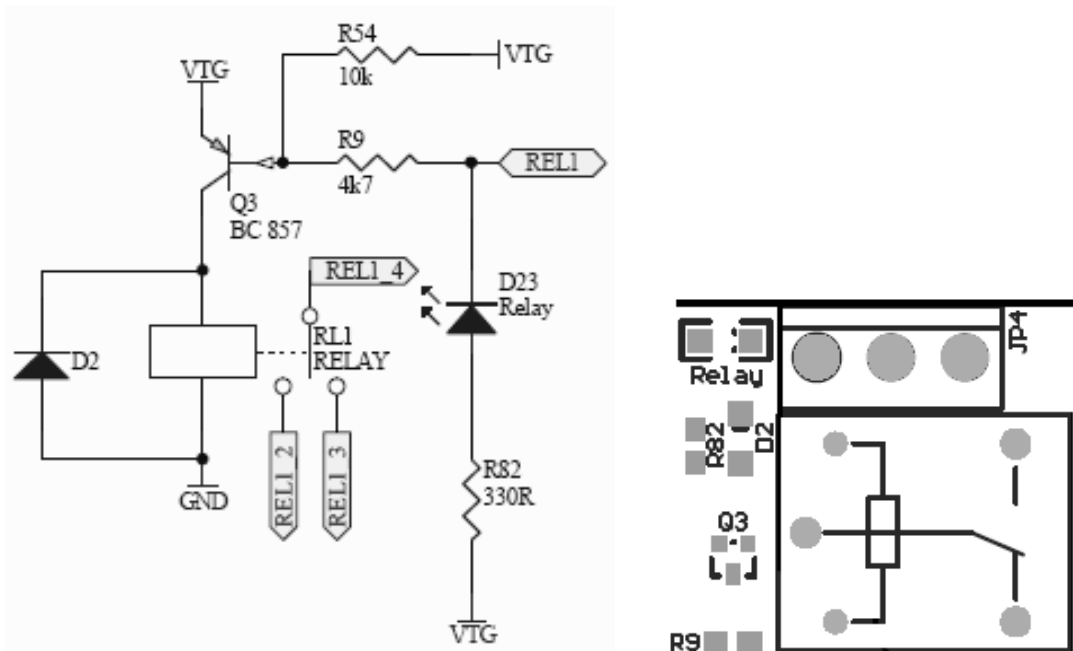 R54
10k
VTG
VTG
R9
4k7
REL1
Q3
BC 857
REL1_4
D23
Relay
D2
RL1
RELAY
REL1_2
REL1_3
R82
330R
GND
VTG
JP4
Relay
R82
D2
Q3
R9